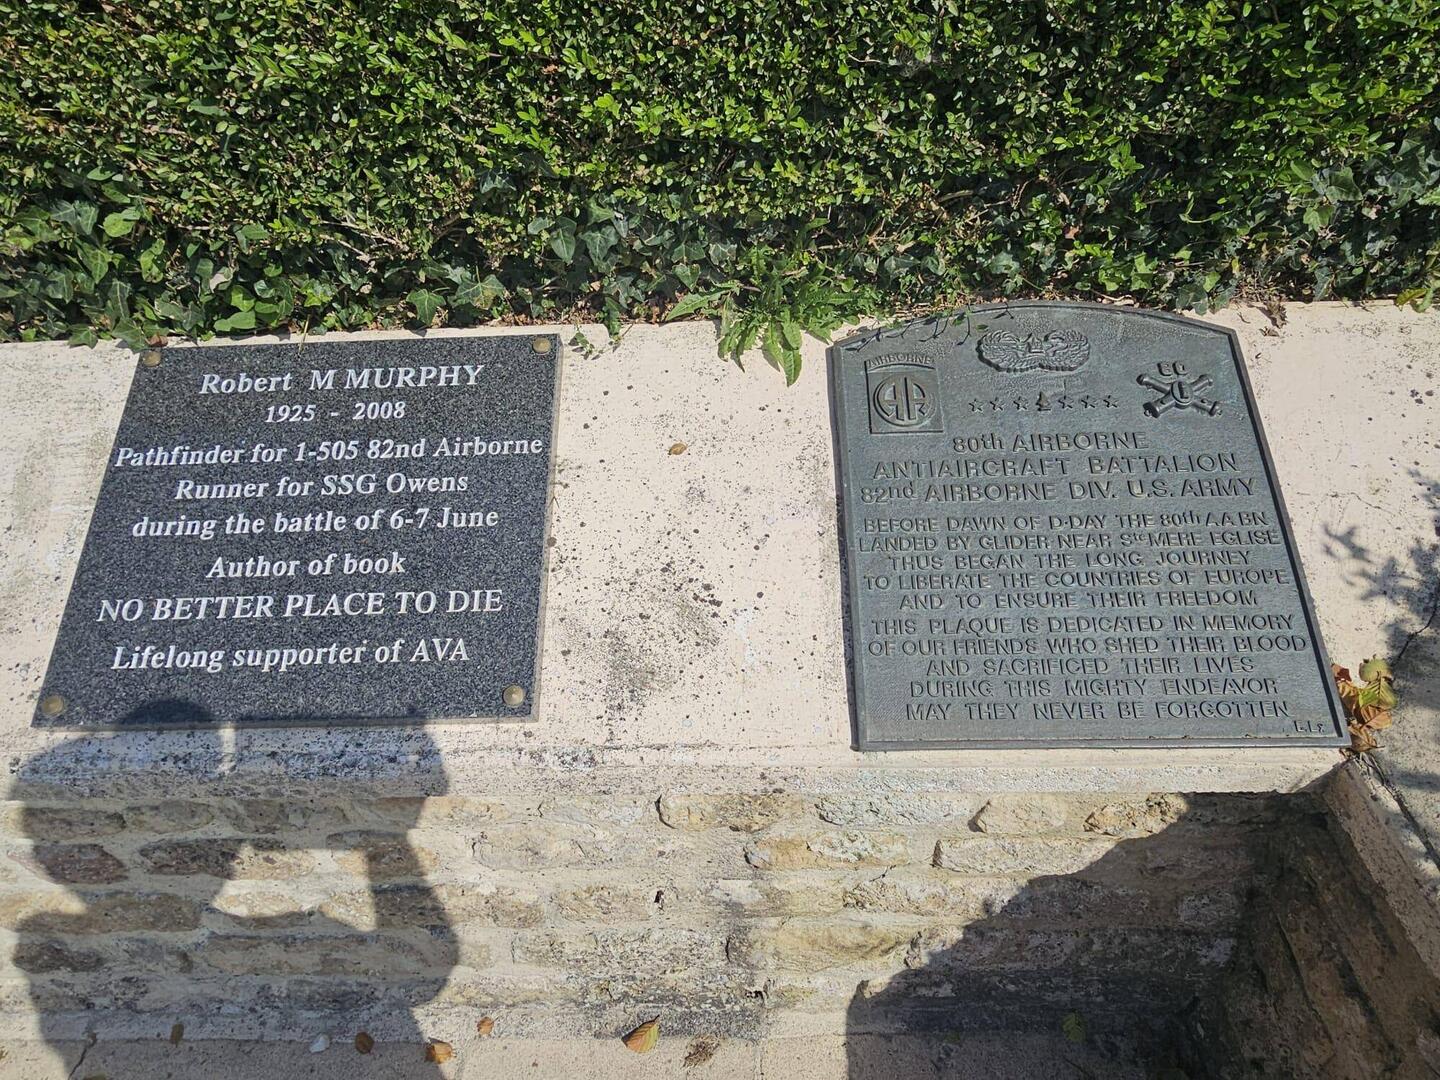 Robert M MURPHY
1925 - 2008
Pathfinder for 1-505 82nd Airborne
Runner for SSG Owens
during the battle of 6-7 June
Author of book
NO BETTER PLACE TO DIE
Lifelong supporter of AVA
AIRBORNE
AA
80
80th AIRBORNE
ANTIAIRCRAFT BATTALION
82nd AIRBORNE DIV. U.S. ARMY
BEFORE DAWN OF D-DAY THE 80th A A BN.
LANDED BY GLIDER NEAR Ste MERE EGLISE
THUS BEGAN THE LONG JOURNEY
TO LIBERATE THE COUNTRIES OF EUROPE
AND TO ENSURE THEIR FREEDOM
THIS PLAQUE IS DEDICATED IN MEMORY
OF OUR FRIENDS WHO SHED THEIR BLOOD
AND SACRIFICED THEIR LIVES
DURING THIS MIGHTY ENDEAVOR
MAY THEY NEVER BE FORGOTTEN